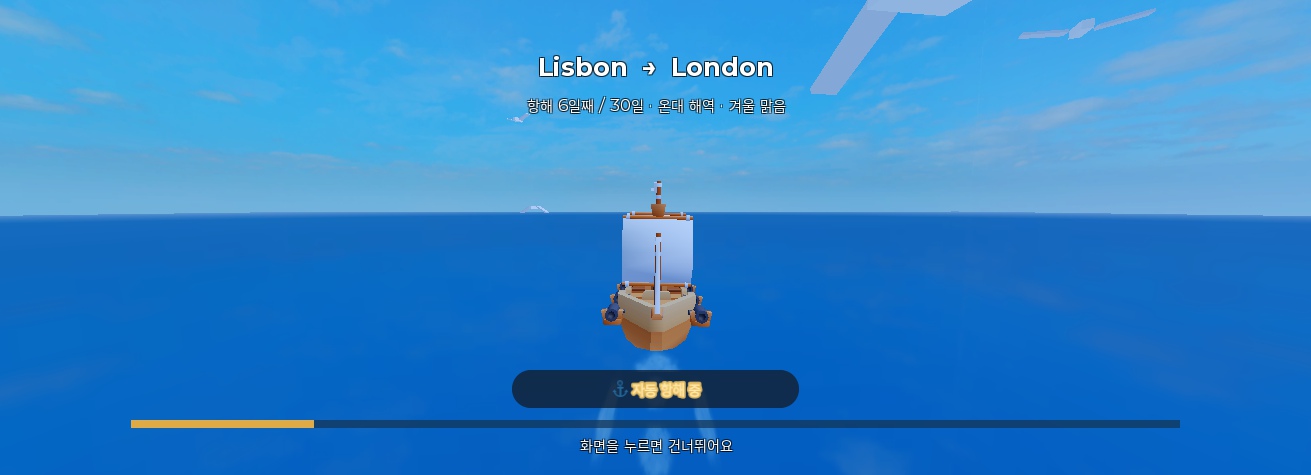 Lisbon → London
항해 6일째 / 30일 · 온대 해역 · 겨울 맑음
⚓ 자동 항해 중
화면을 누르면 건너뛰어요